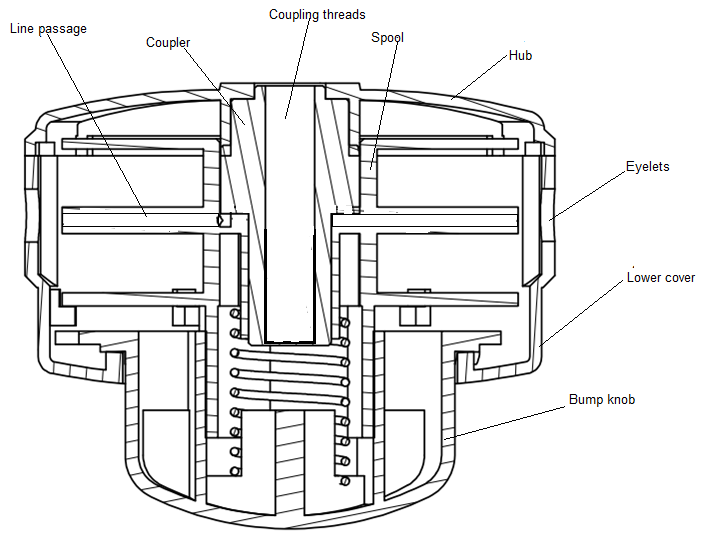 Coupling threads
Line passage
Coupler
Spool
Hub
Eyelets
Lower cover
Bump knob